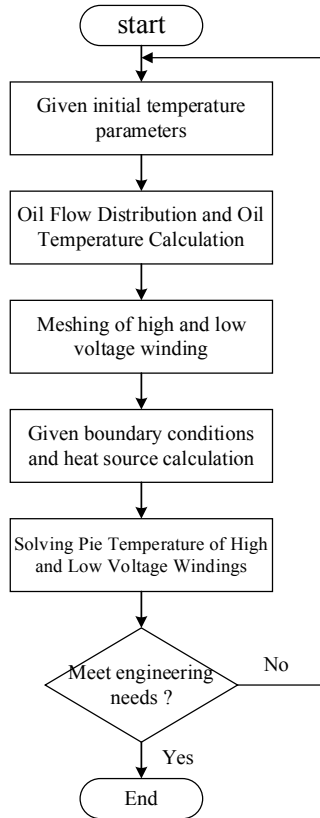 start
Given initial temperature
parameters
Oil Flow Distribution and Oil
Temperature Calculation
Meshing of high and low
voltage winding
Given boundary conditions
and heat source calculation
Solving Pie Temperature of High
and Low Voltage Windings
Meet engineering
needs ?
No
Yes
End